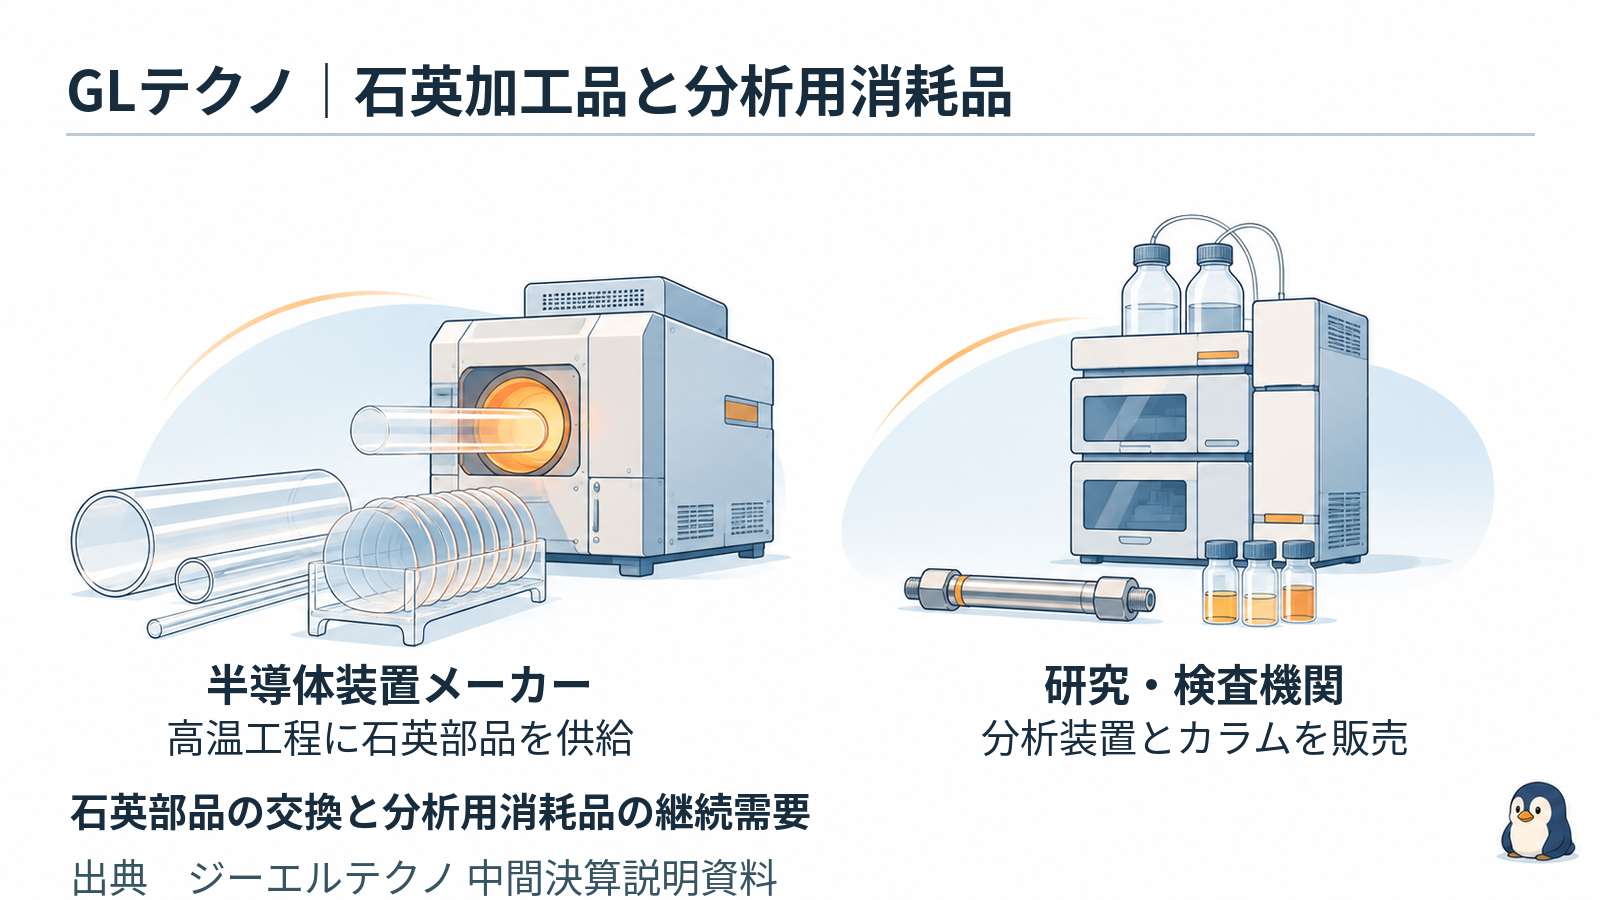 GLテクノ｜石英加工品と分析用消耗品
半導体装置メーカー
高温工程に石英部品を供給
研究・検査機関
分析装置とカラムを販売
石英部品の交換と分析用消耗品の継続需要
出典　ジーエルテクノ 中間決算説明資料